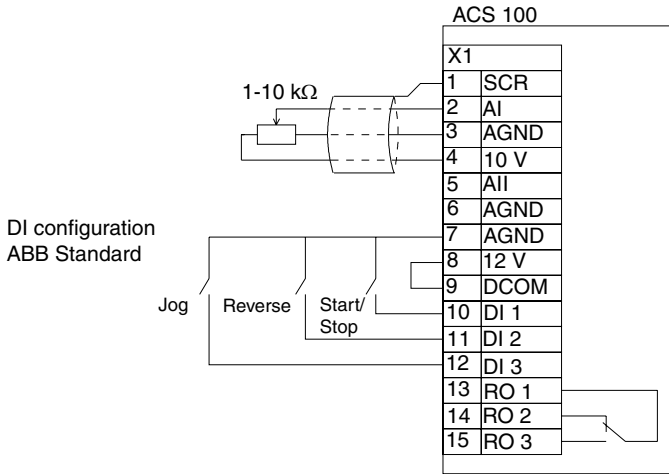 ACS 100
X1
1 SCR
1-10 kΩ
2 AI
3 AGND
4 10 V
5 AII
6 AGND
DI configuration
7 AGND
ABB Standard
8 12 V
9 DCOM
Jog Reverse Start/
Stop
10 DI 1
11 DI 2
12 DI 3
13 RO 1
14 RO 2
15 RO 3